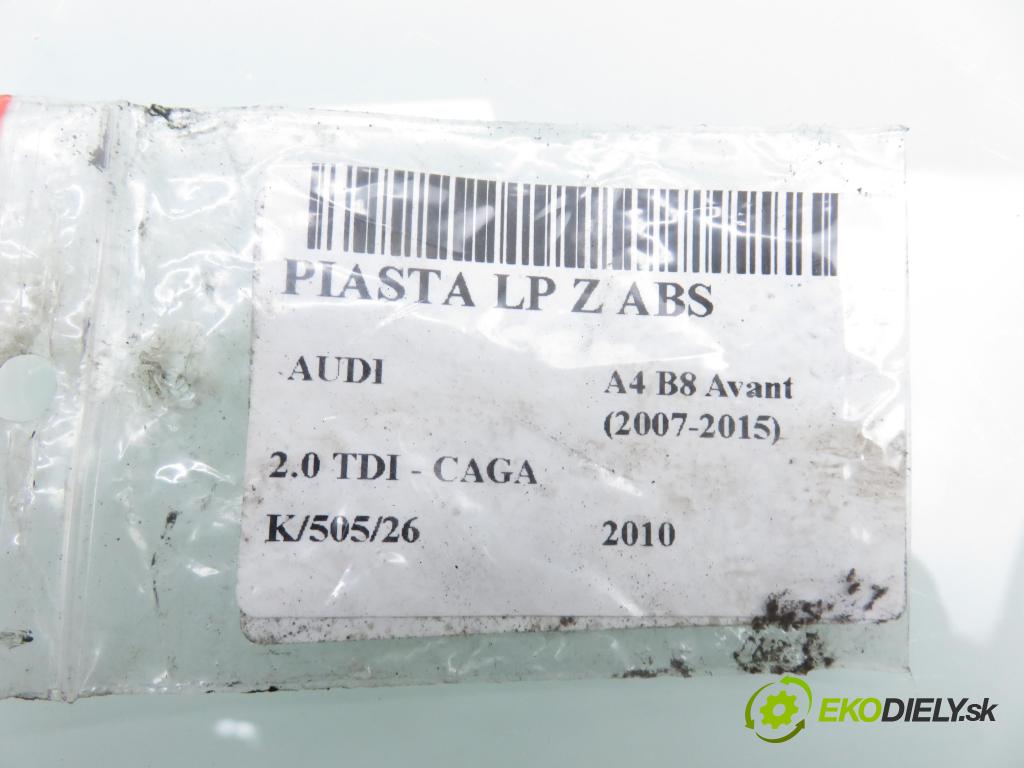 PIASTA LP Z ABS
AUDI
A4 B8 Avant
(2007-2015)
2.0 TDI - CAGA
K/505/26
2010
EKODIELY.sk